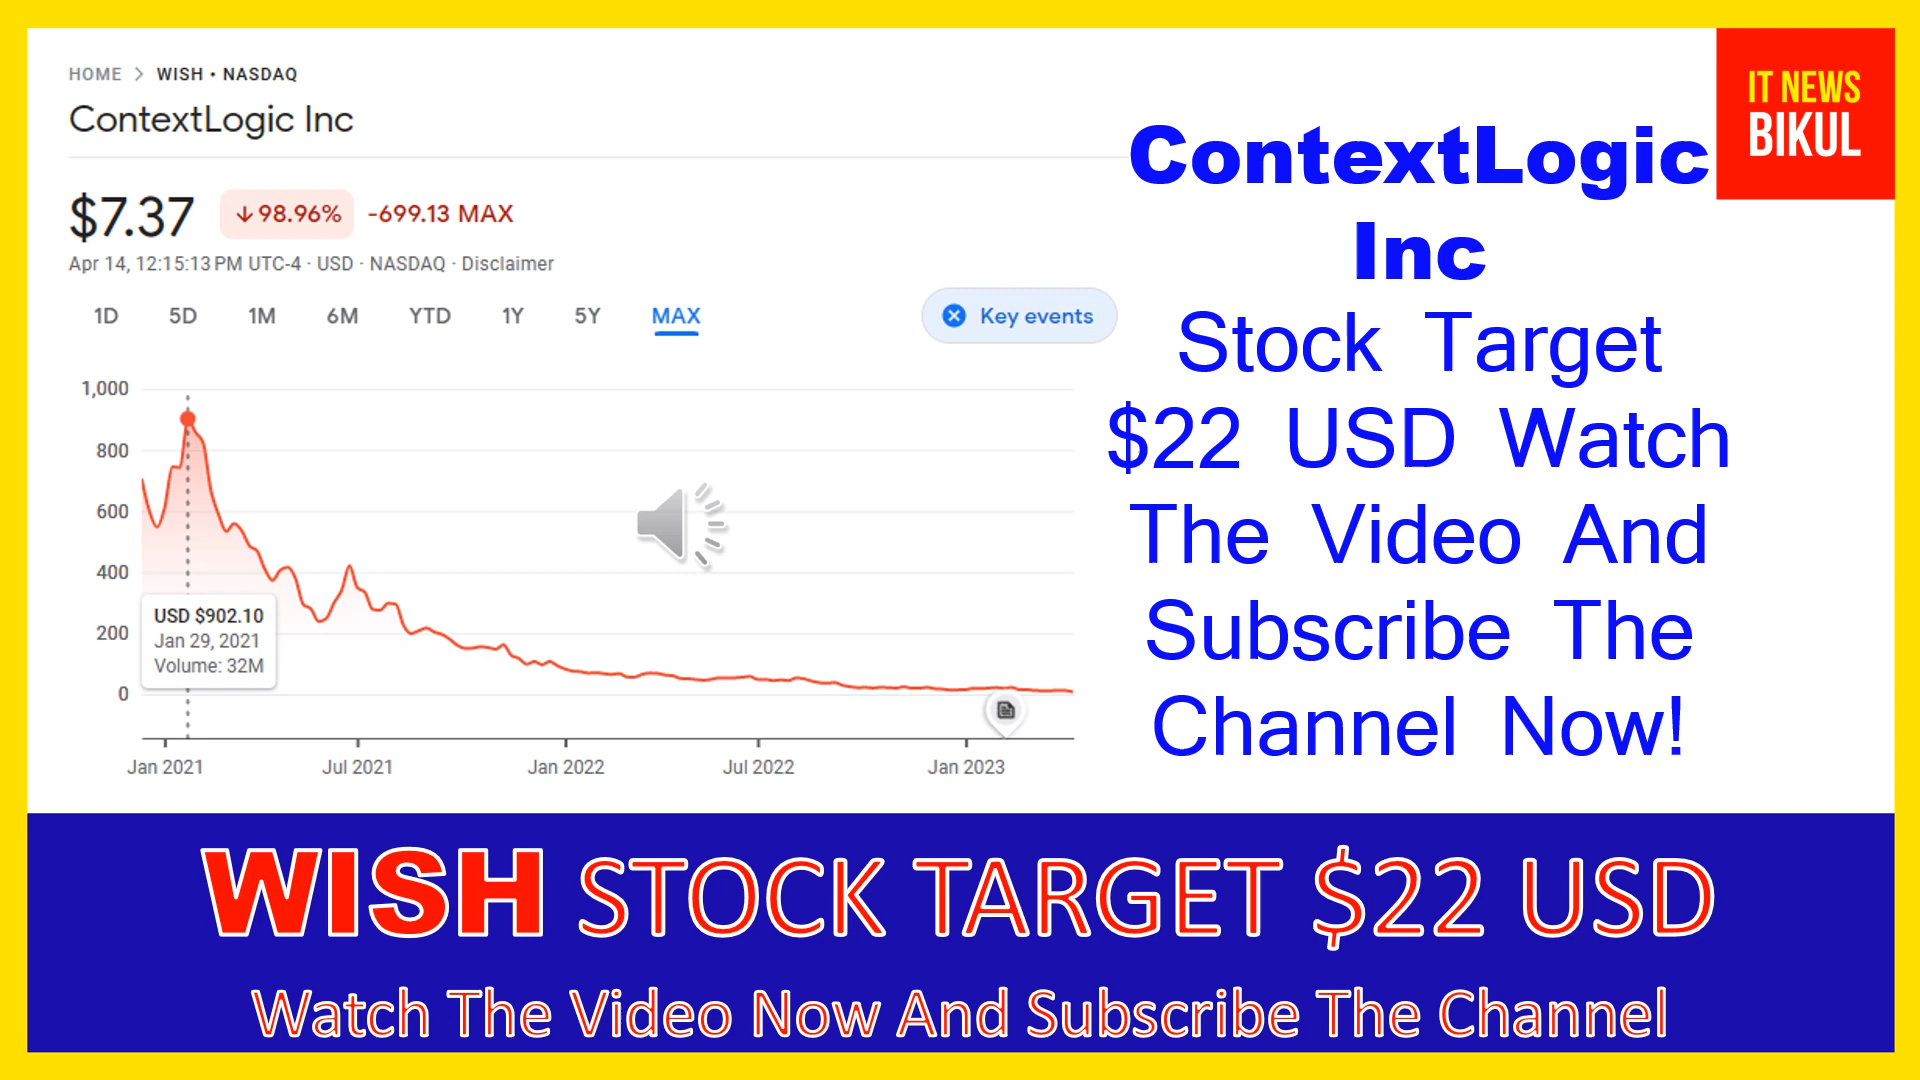 HOME > WISH • NASDAQ
ContextLogic Inc
$7.37 ↓98.96% -699.13 MAX
Apr 14, 12:15:13 PM UTC-4 · USD · NASDAQ · Disclaimer
1D 5D 1M 6M YTD 1Y 5Y MAX
Key events
1,000
800
600
400
200
0
USD $902.10
Jan 29, 2021
Volume: 32M
Jan 2021 Jul 2021 Jan 2022 Jul 2022 Jan 2023
IT NEWS
BIKUL
ContextLogic
Inc
Stock Target
$22 USD Watch
The Video And
Subscribe The
Channel Now!
WISH STOCK TARGET $22 USD
Watch The Video Now And Subscribe The Channel